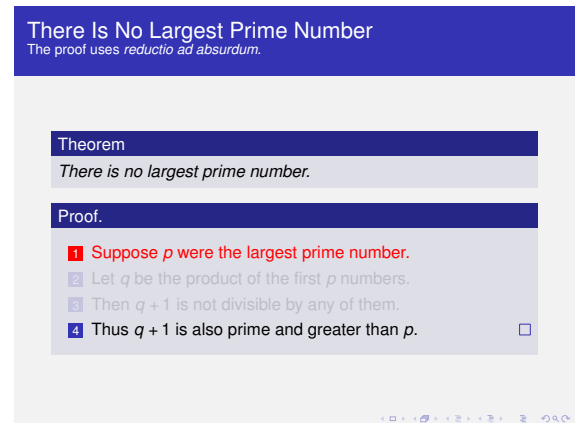 There Is No Largest Prime Number
The proof uses reductio ad absurdum.
Theorem
There is no largest prime number.
Proof.
1 Suppose p were the largest prime number.
2 Let q be the product of the first p numbers.
3 Then q + 1 is not divisible by any of them.
4 Thus q + 1 is also prime and greater than p.